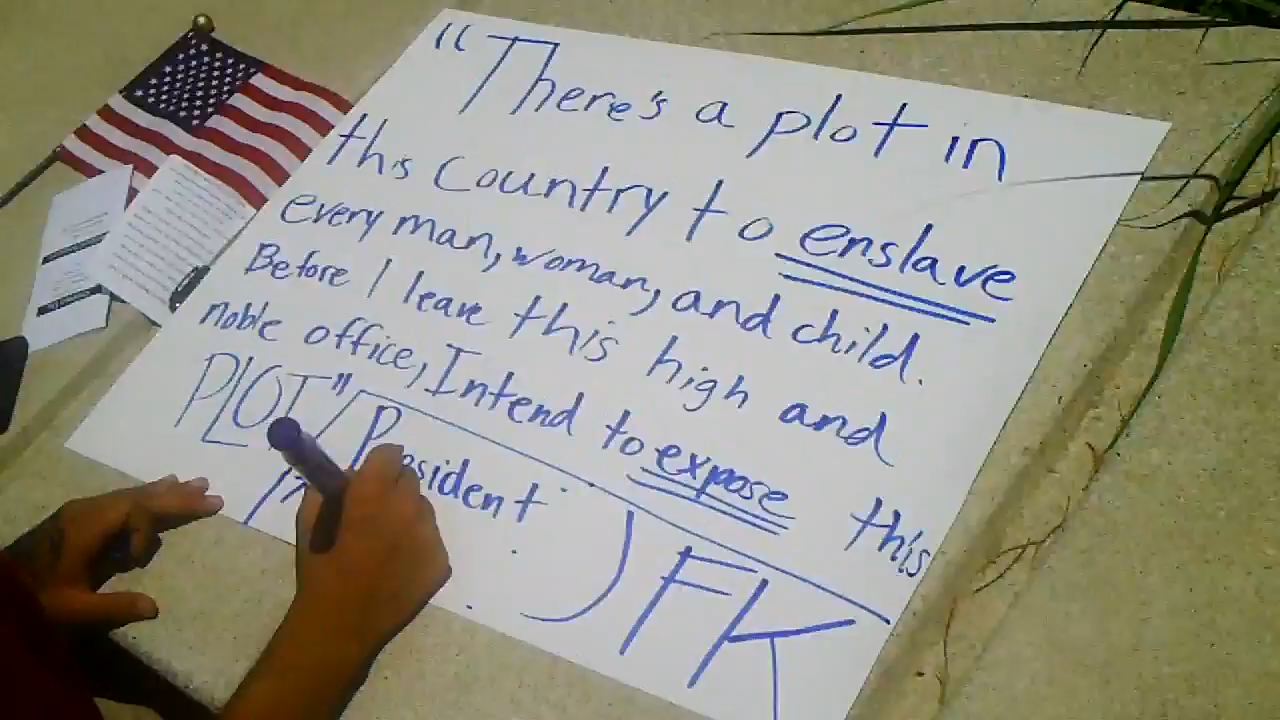 "There's a plot in
this Country to enslave
every man, woman, and child.
Before I leave this high and
noble office, I intend to expose this
PLOT" President
JFK